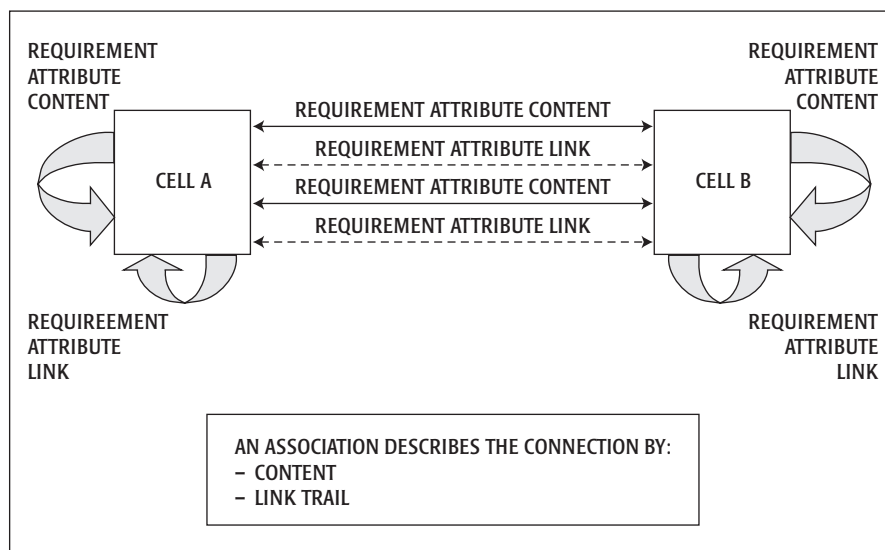 REQUIREMENT
ATTRIBUTE
CONTENT
REQUIREMENT
ATTRIBUTE
CONTENT
REQUIREMENT ATTRIBUTE CONTENT
REQUIREMENT ATTRIBUTE LINK
CELL A
REQUIREMENT ATTRIBUTE CONTENT
CELL B
REQUIREMENT ATTRIBUTE LINK
REQUIREEMENT
ATTRIBUTE
LINK
REQUIREMENT
ATTRIBUTE
LINK
AN ASSOCIATION DESCRIBES THE CONNECTION BY:
– CONTENT
– LINK TRAIL